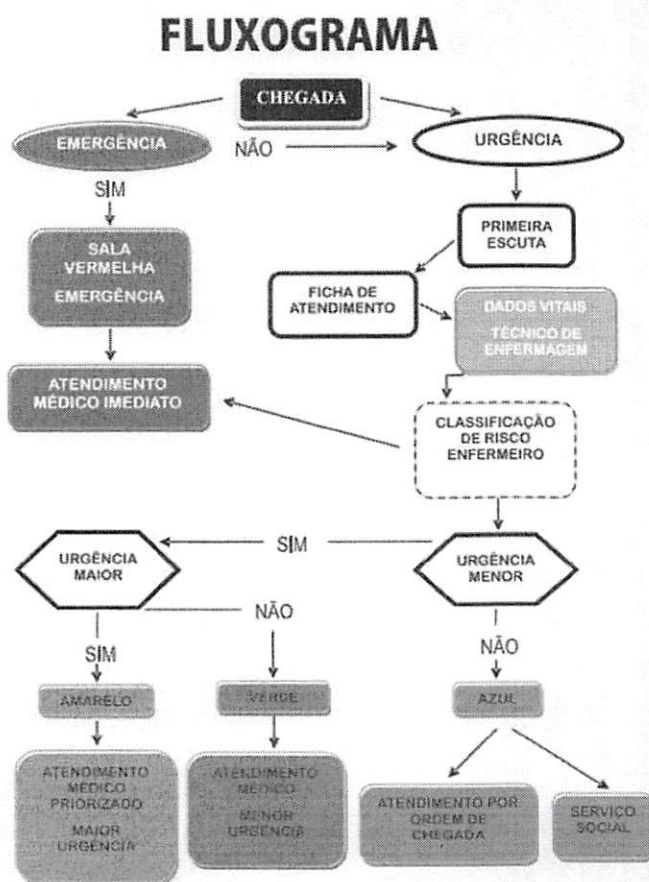 FLUXOGRAMA
CHEGADA
EMERGÊNCIA
NÃO
URGÊNCIA
SIM
PRIMEIRA
ESCUTA
SALA
VERMELHA
EMERGÊNCIA
FICHA DE
ATENDIMENTO
DADOS VITAIS
TÉCNICO DE
ENFERMAGEM
ATENDIMENTO
MÉDICO IMEDIATO
CLASSIFICAÇÃO
DE RISCO
ENFERMEIRO
URGÊNCIA
MAIOR
SIM
URGÊNCIA
MENOR
SIM
NÃO
NÃO
AMARELO
VERDE
AZUL
ATENDIMENTO
MÉDICO
PRIORIZADO
MAIOR
URGÊNCIA
ATENDIMENTO
MÉDICO
MENOR
URGÊNCIA
ATENDIMENTO POR
ORDEM DE
CHEGADA
SERVIÇO
SOCIAL